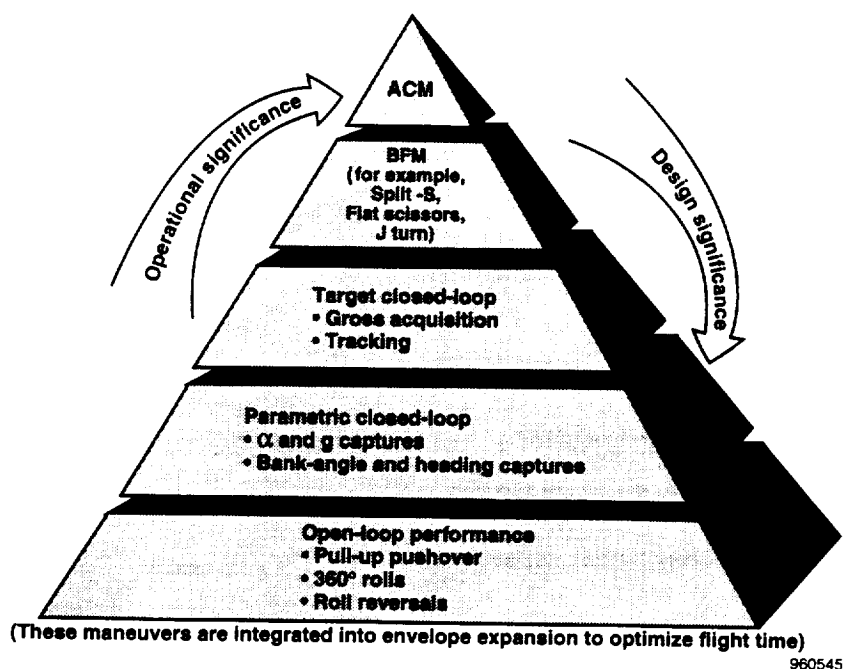 ACM
Operational significance
Design significance
BFM
(for example,
Split -S,
Flat scissors,
J turn)
Target closed-loop
• Gross acquisition
• Tracking
Parametric closed-loop
• α and g captures
• Bank-angle and heading captures
Open-loop performance
• Pull-up pushover
• 360° rolls
• Roll reversals
(These maneuvers are integrated into envelope expansion to optimize flight time)
960545